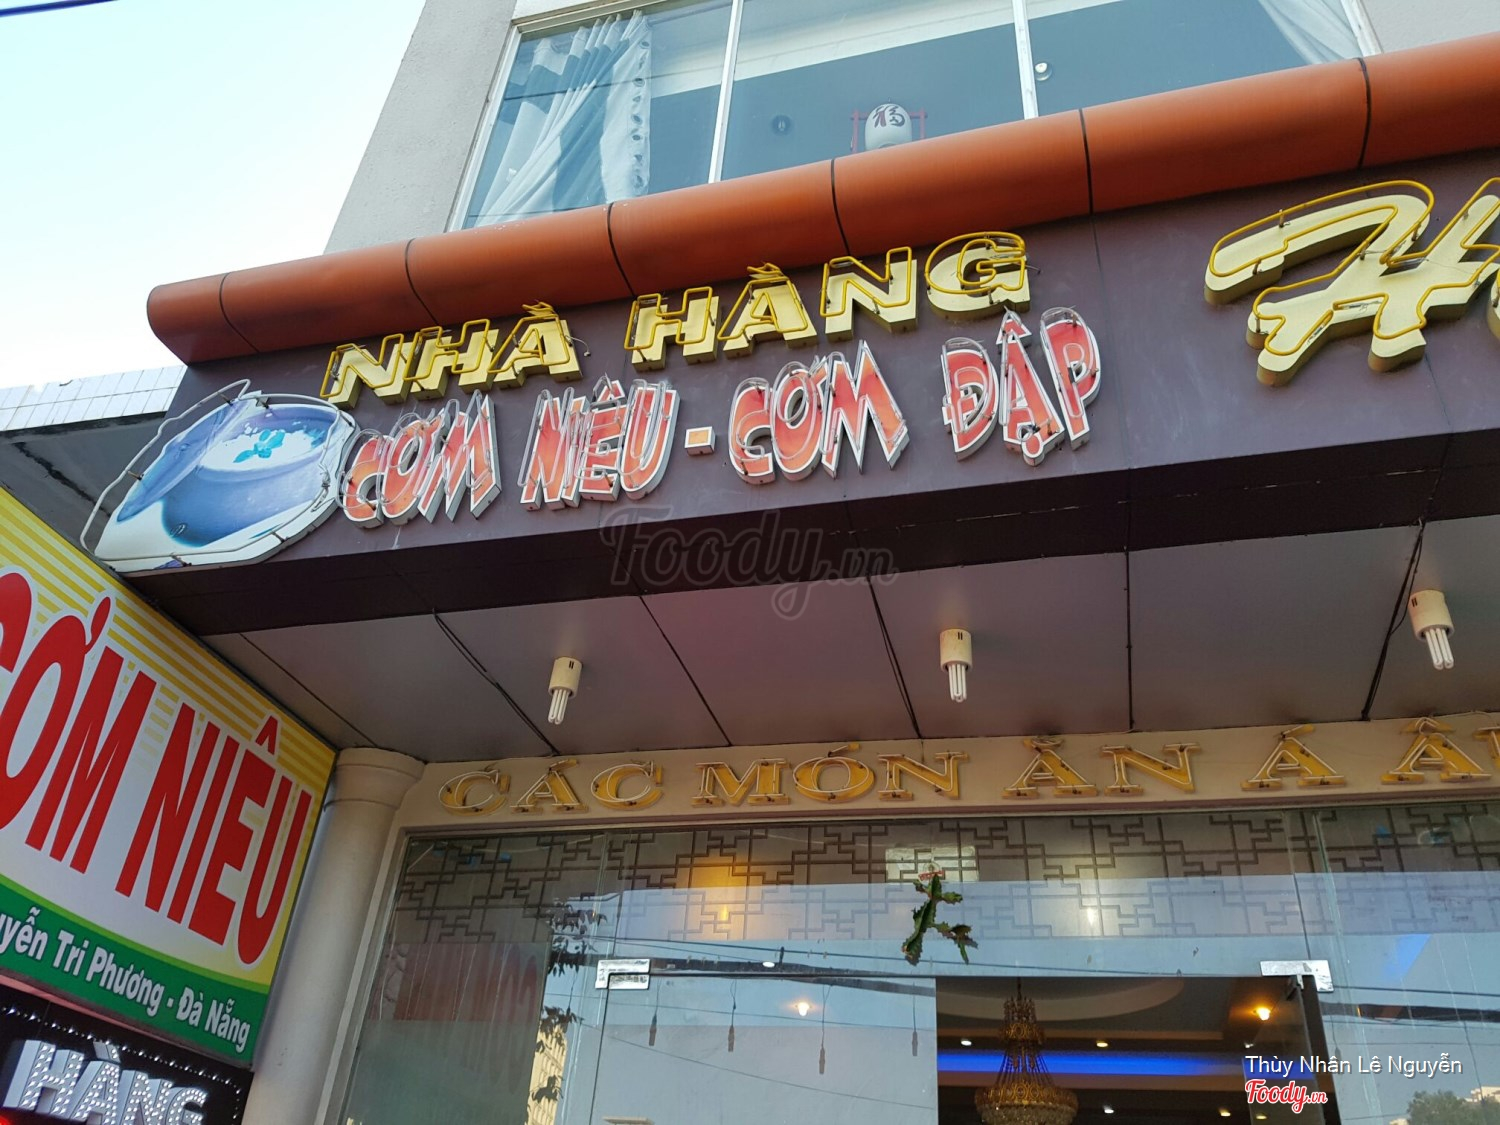 福
NHÀ HÀNG
CƠM NIÊU - CƠM ĐẬP
Foody.vn
CƠM NIÊU
Tri Phương - Đà Nẵng
HÀNG
CÁC MÓN ĂN Á
Thùy Nhân Lê Nguyễn
Foody.vn